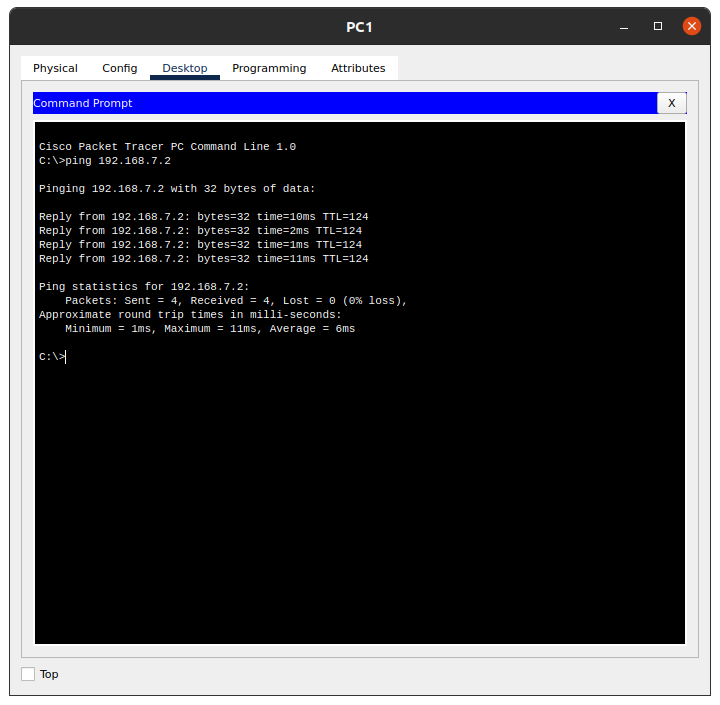 PC1
Physical Config Desktop Programming Attributes
Command Prompt X
Cisco Packet Tracer PC Command Line 1.0
C:\>ping 192.168.7.2
Pinging 192.168.7.2 with 32 bytes of data:
Reply from 192.168.7.2: bytes=32 time=10ms TTL=124
Reply from 192.168.7.2: bytes=32 time=2ms TTL=124
Reply from 192.168.7.2: bytes=32 time=1ms TTL=124
Reply from 192.168.7.2: bytes=32 time=11ms TTL=124
Ping statistics for 192.168.7.2:
    Packets: Sent = 4, Received = 4, Lost = 0 (0% loss),
Approximate round trip times in milli-seconds:
    Minimum = 1ms, Maximum = 11ms, Average = 6ms
C:\>
Top